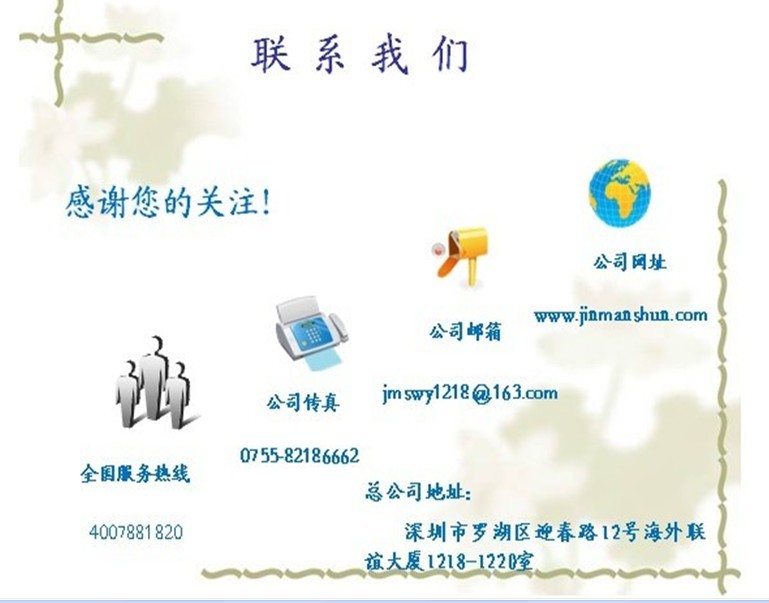 联系我们
感谢您的关注!
公司网址
www.jinmanshun.com
公司邮箱
jmswy1218@163.com
公司传真
0755-82186662
全国服务热线
4007881820
总公司地址:
深圳市罗湖区迎春路12号海外联
谊大厦1218-1220室